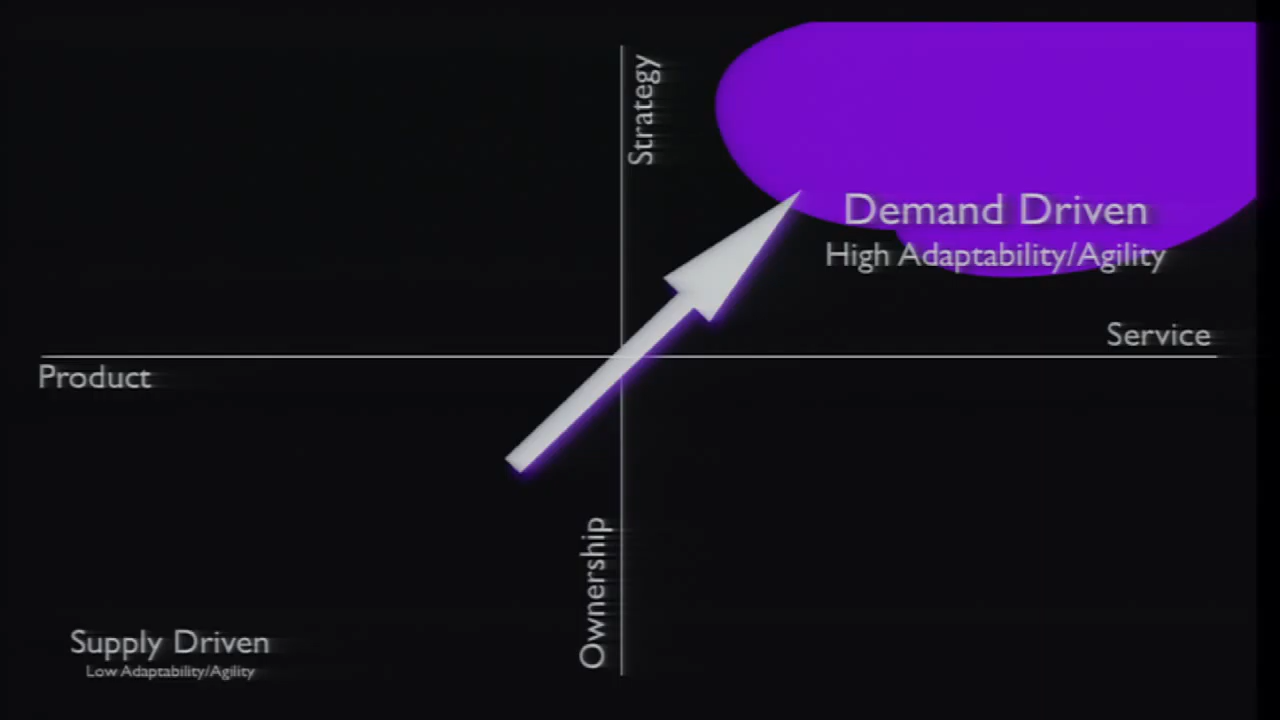 Strategy
Demand Driven
High Adaptability/Agility
Service
Product
Ownership
Supply Driven
Low Adaptability/Agility